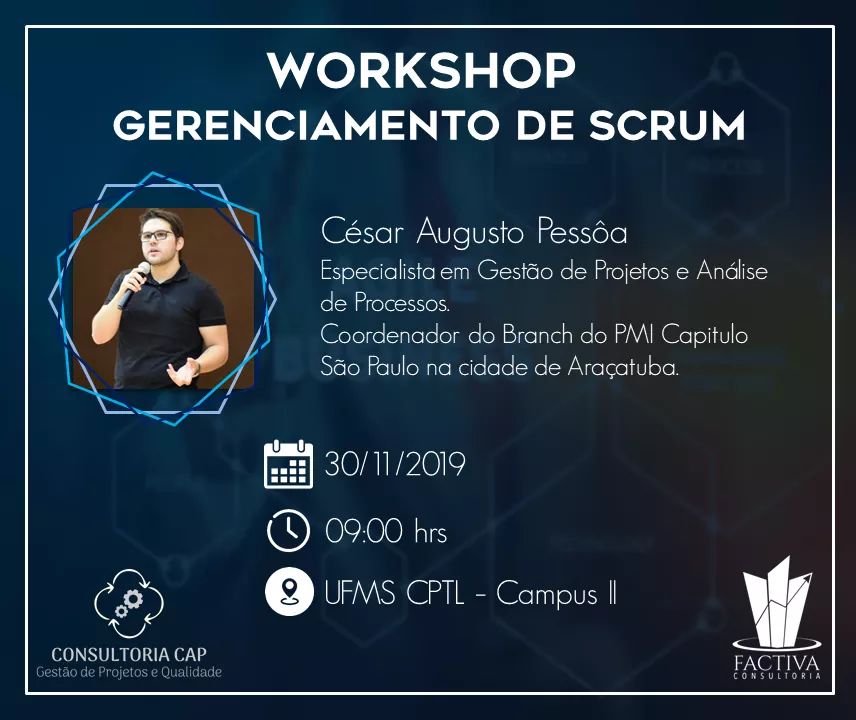 WORKSHOP
GERENCIAMENTO DE SCRUM
César Augusto Pessôa
Especialista em Gestão de Projetos e Análise
de Processos.
Coordenador do Branch do PMI Capitulo
São Paulo na cidade de Araçatuba.
30/11/2019
09:00 hrs
UFMS CPTL - Campus II
CONSULTORIA CAP
Gestão de Projetos e Qualidade
FACTIVA
CONSULTORIA